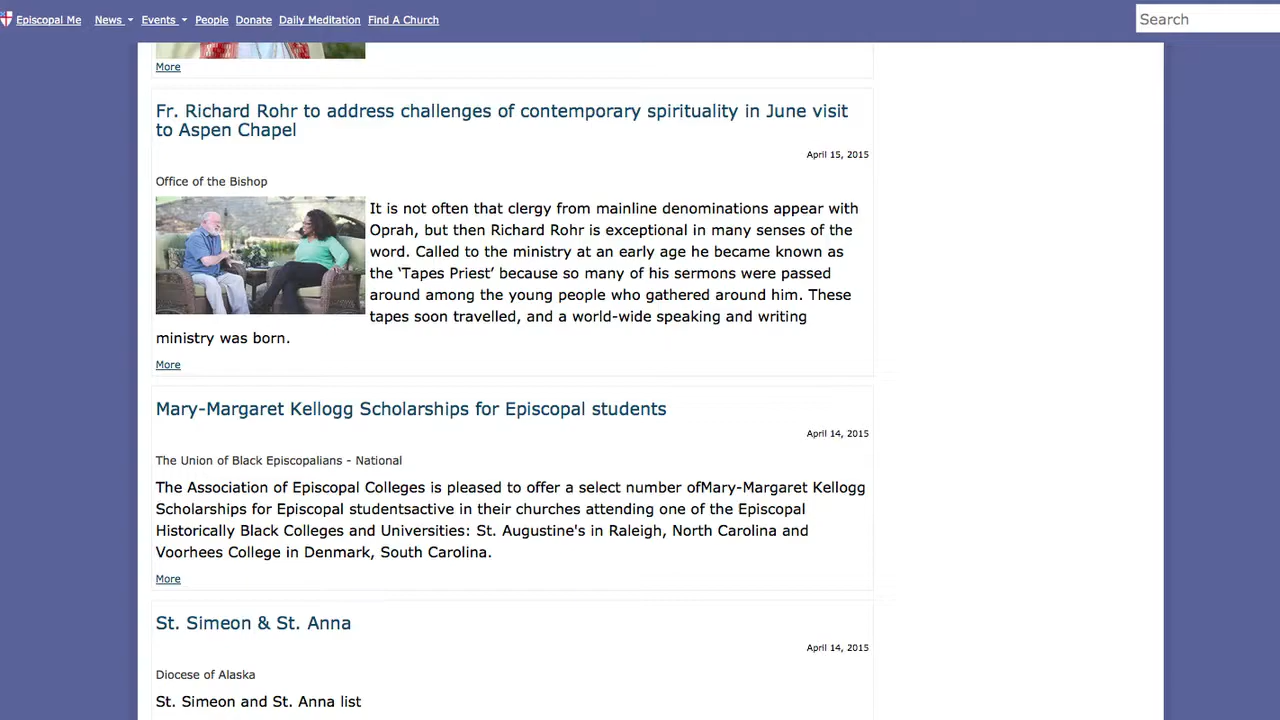 Episcopal Me News Events People Donate Daily Meditation Find A Church Search
More
Fr. Richard Rohr to address challenges of contemporary spirituality in June visit
to Aspen Chapel
April 15, 2015
Office of the Bishop
It is not often that clergy from mainline denominations appear with
Oprah, but then Richard Rohr is exceptional in many senses of the
word. Called to the ministry at an early age he became known as
the ‘Tapes Priest’ because so many of his sermons were passed
around among the young people who gathered around him. These
tapes soon travelled, and a world-wide speaking and writing
ministry was born.
More
Mary-Margaret Kellogg Scholarships for Episcopal students
April 14, 2015
The Union of Black Episcopalians - National
The Association of Episcopal Colleges is pleased to offer a select number ofMary-Margaret Kellogg
Scholarships for Episcopal studentsactive in their churches attending one of the Episcopal
Historically Black Colleges and Universities: St. Augustine's in Raleigh, North Carolina and
Voorhees College in Denmark, South Carolina.
More
St. Simeon & St. Anna
April 14, 2015
Diocese of Alaska
St. Simeon and St. Anna list